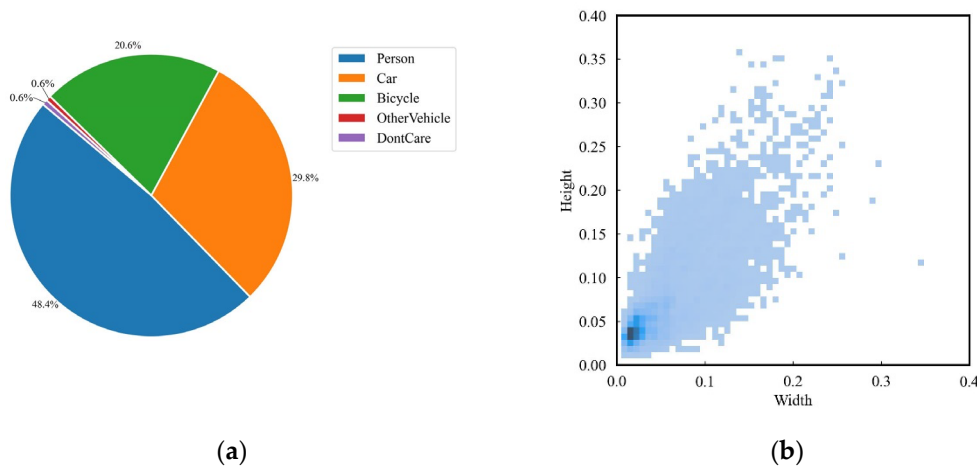 20.6%
0.6%
0.6%
29.8%
48.4%
Person
Car
Bicycle
OtherVehicle
DontCare
(a)
0.40
0.35
0.30
0.25
0.20
0.15
0.10
0.05
0.00
Height
0.0 0.1 0.2 0.3 0.4
Width
(b)